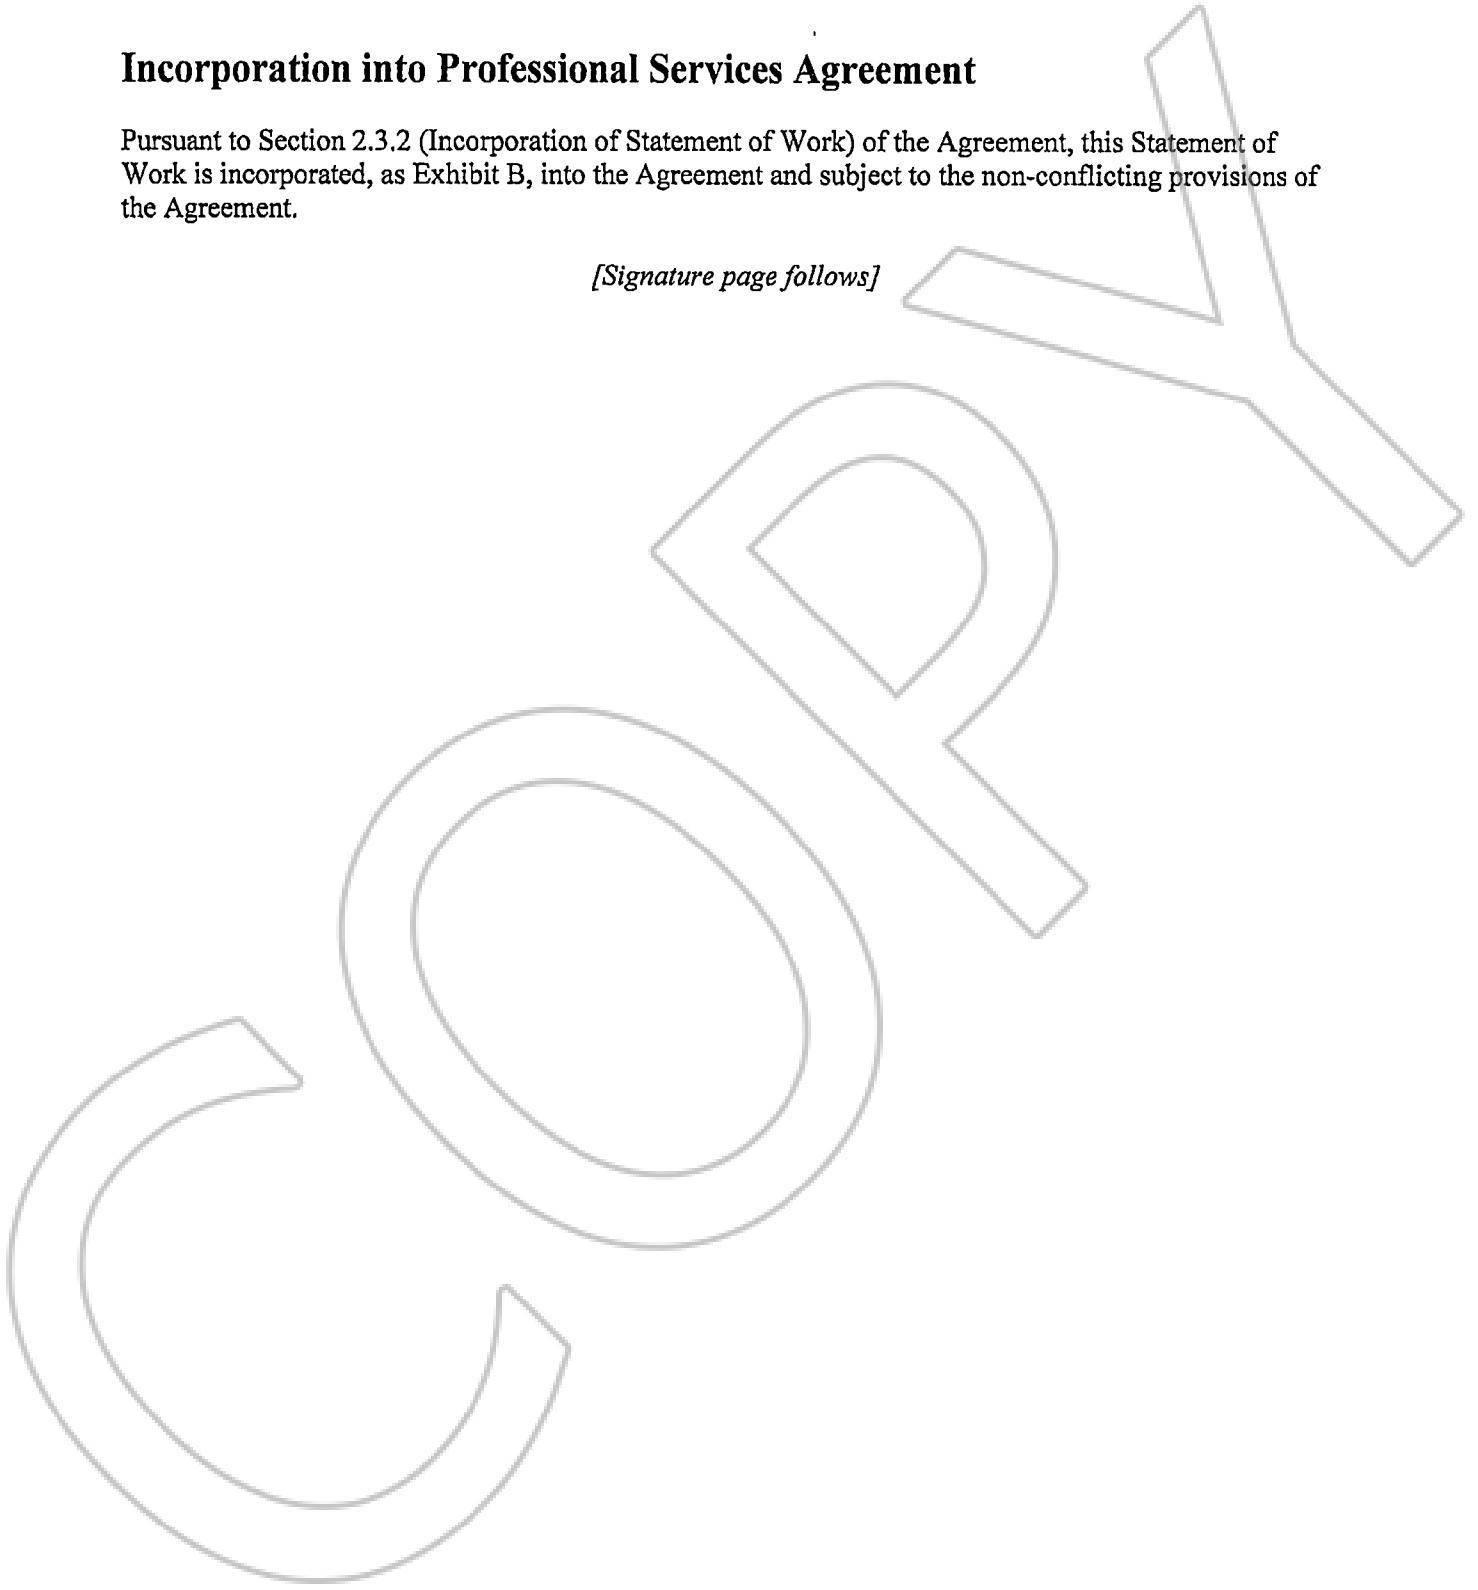 Incorporation into Professional Services Agreement
Pursuant to Section 2.3.2 (Incorporation of Statement of Work) of the Agreement, this Statement of
Work is incorporated, as Exhibit B, into the Agreement and subject to the non-conflicting provisions of
the Agreement.
[Signature page follows]
COPY